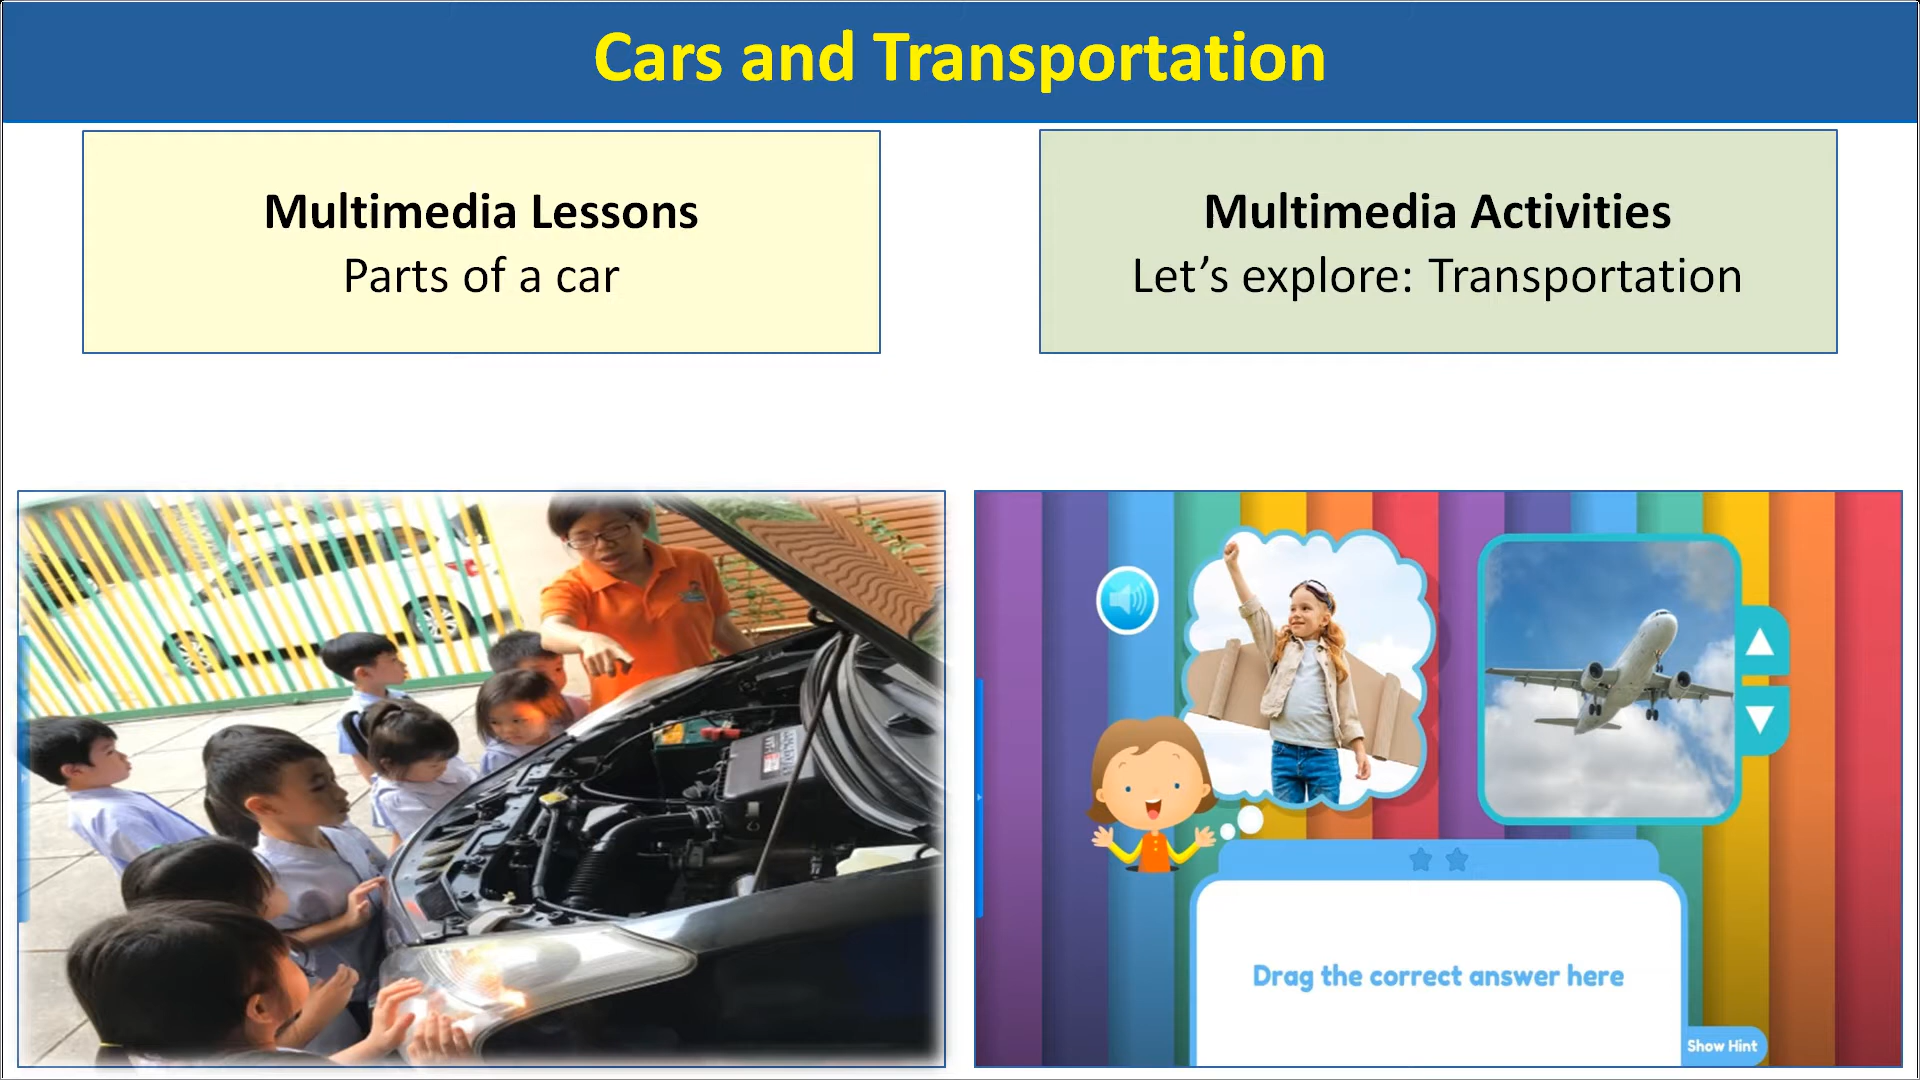 Cars and Transportation
Multimedia Lessons
Parts of a car
Multimedia Activities
Let’s explore: Transportation
Drag the correct answer here
Show Hint